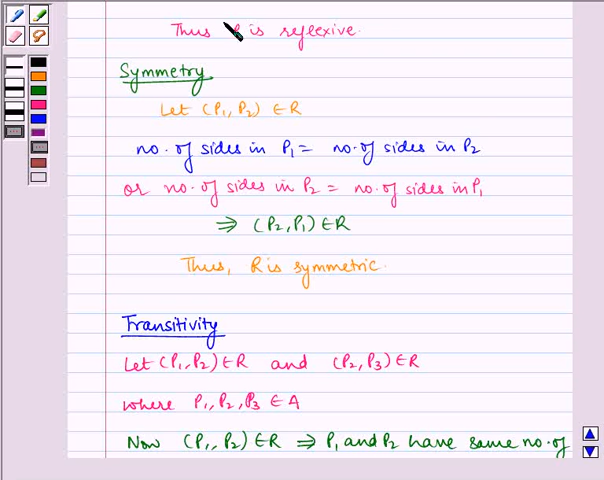 Thus R is reflexive.
Symmetry
Let (P1, P2) ∈ R
no. of sides in P1 = no. of sides in P2
or no. of sides in P2 = no. of sides in P1
⇒ (P2, P1) ∈ R
Thus, R is symmetric.
Transitivity
Let (P1, P2) ∈ R and (P2, P3) ∈ R
where P1, P2, P3 ∈ A
Now (P1, P2) ∈ R ⇒ P1 and P2 have same no. of